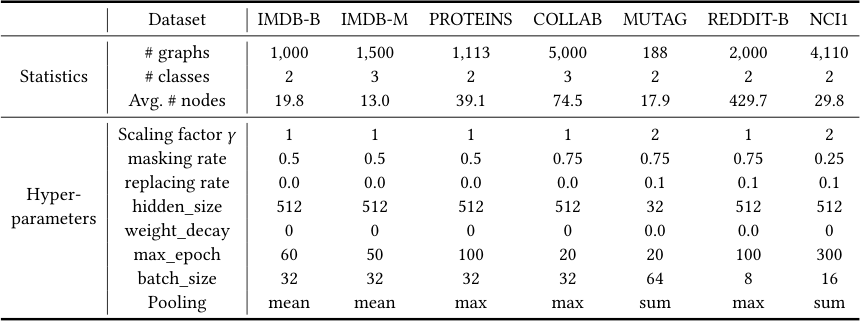 Dataset IMDB-B IMDB-M PROTEINS COLLAB MUTAG REDDIT-B NCI1
# graphs 1,000 1,500 1,113 5,000 188 2,000 4,110
Statistics # classes 2 3 2 3 2 2 2
Avg. # nodes 19.8 13.0 39.1 74.5 17.9 429.7 29.8
Scaling factor γ 1 1 1 1 2 1 2
masking rate 0.5 0.5 0.5 0.75 0.75 0.75 0.25
replacing rate 0.0 0.0 0.0 0.0 0.1 0.1 0.1
Hyper-
parameters
hidden_size 512 512 512 512 32 512 512
weight_decay 0 0 0 0 0.0 0.0 0
max_epoch 60 50 100 20 20 100 300
batch_size 32 32 32 32 64 8 16
Pooling mean mean max max sum max sum